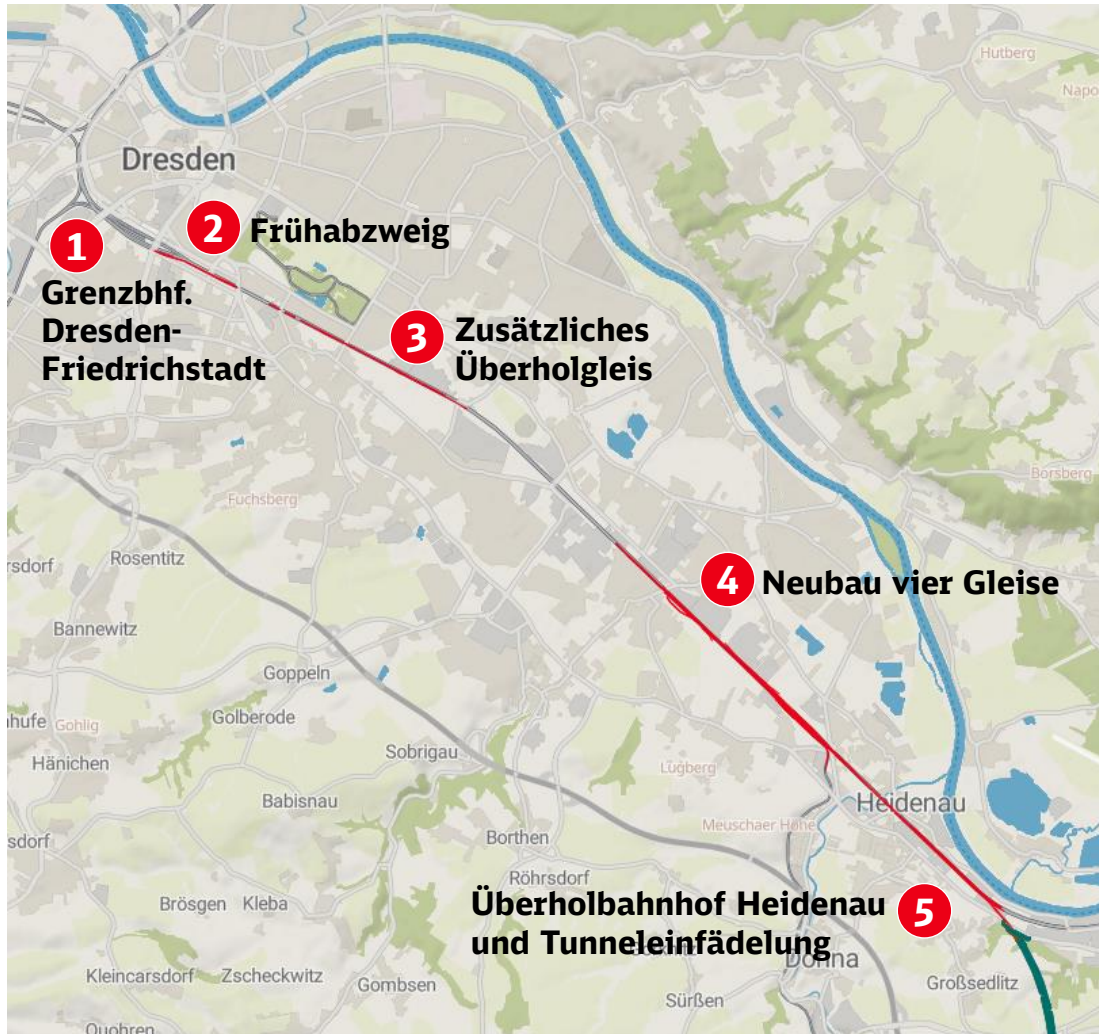 Hutberg
Napo
Dresden
2 Frühabzweig
1
Grenzbhf.
Dresden-
Friedrichstadt
3 Zusätzliches
Überholgleis
Borsberg
Fuchsberg
rsdorf
Rosentitz
4 Neubau vier Gleise
Bannewitz
Goppeln
nhufe Gohlig
Golberode
Hänichen
Sobrigau
Lugberg
Babisnau
Heidenau
Meuschaer Höhe
sdorf
Borthen
Röhrsdorf
Brösgen Kleba
Überholbahnhof Heidenau 5
und Tunneleinfädelung
Dohna
Kleincarsdorf Zscheckwitz
Gombsen
Großsedlitz
Sürßen
Quohren